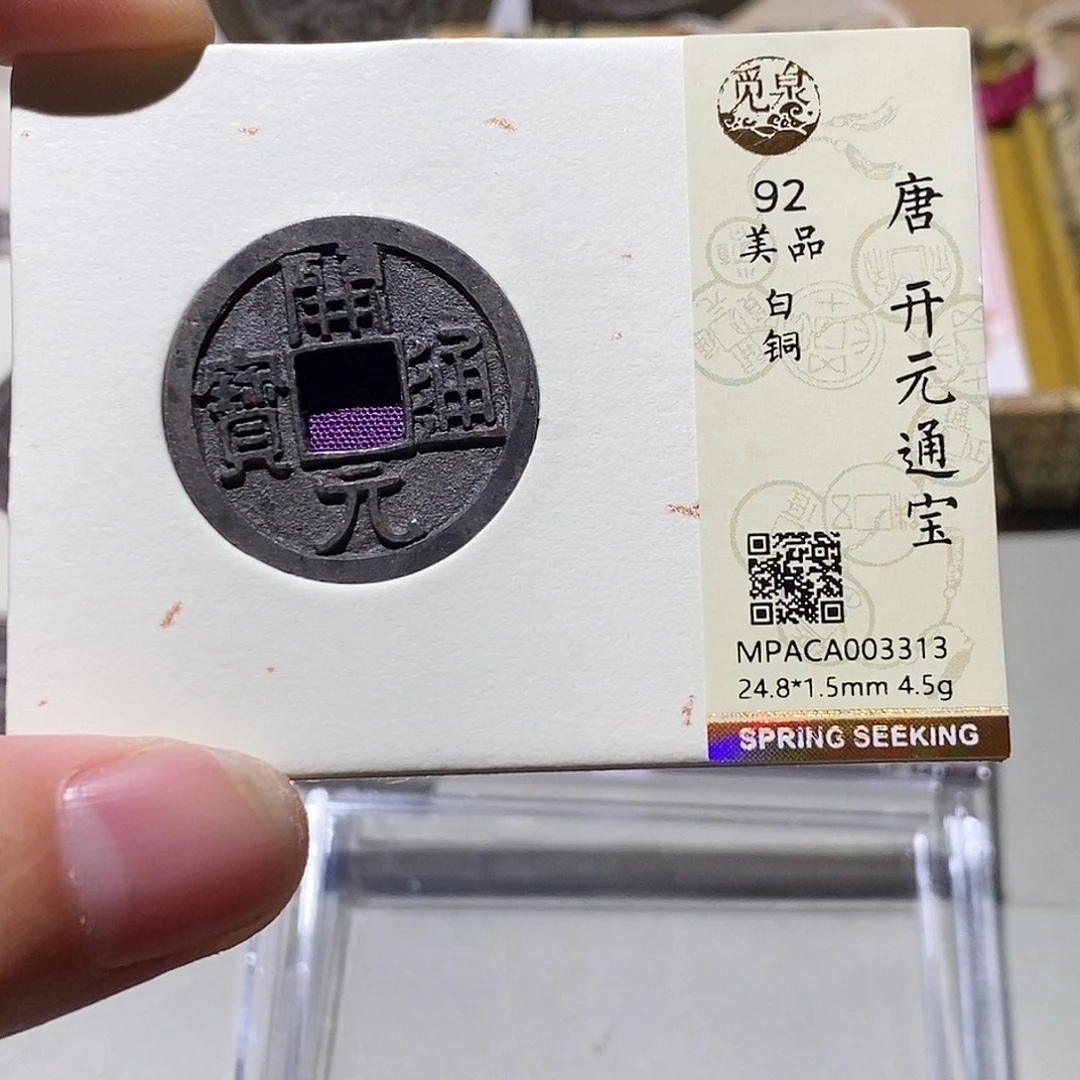 開
通
元
寶
觅泉
92
美品
白
铜
唐 开元通宝
MPACA003313
24.8*1.5mm 4.5g
SPRING SEEKING